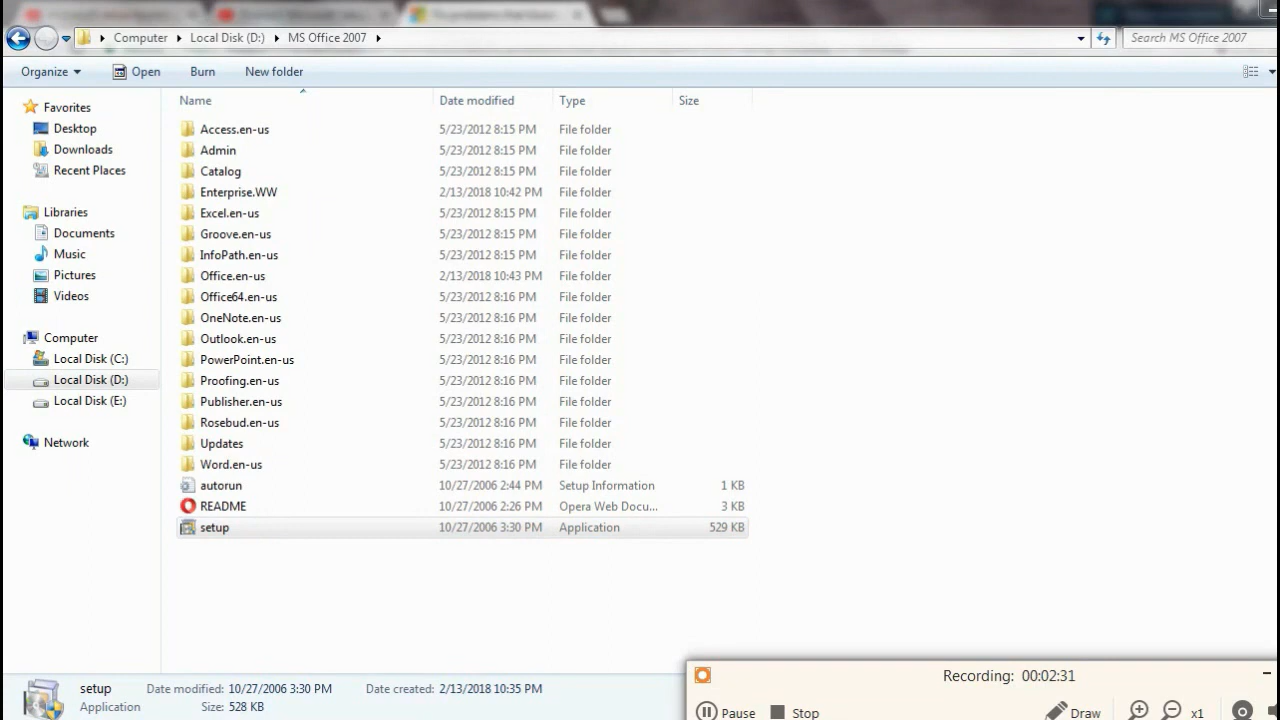 Computer Local Disk (D:) MS Office 2007 Search MS Office 2007
Organize Open Burn New folder
Name Date modified Type Size
Favorites
Desktop
Downloads
Recent Places
Libraries
Documents
Music
Pictures
Videos
Computer
Local Disk (C:)
Local Disk (D:)
Local Disk (E:)
Network
Access.en-us 5/23/2012 8:15 PM File folder
Admin 5/23/2012 8:15 PM File folder
Catalog 5/23/2012 8:15 PM File folder
Enterprise.WW 2/13/2018 10:42 PM File folder
Excel.en-us 5/23/2012 8:15 PM File folder
Groove.en-us 5/23/2012 8:15 PM File folder
InfoPath.en-us 5/23/2012 8:15 PM File folder
Office.en-us 2/13/2018 10:43 PM File folder
Office64.en-us 5/23/2012 8:16 PM File folder
OneNote.en-us 5/23/2012 8:16 PM File folder
Outlook.en-us 5/23/2012 8:16 PM File folder
PowerPoint.en-us 5/23/2012 8:16 PM File folder
Proofing.en-us 5/23/2012 8:16 PM File folder
Publisher.en-us 5/23/2012 8:16 PM File folder
Rosebud.en-us 5/23/2012 8:16 PM File folder
Updates 5/23/2012 8:16 PM File folder
Word.en-us 5/23/2012 8:16 PM File folder
autorun 10/27/2006 2:44 PM Setup Information 1 KB
README 10/27/2006 2:26 PM Opera Web Docu... 3 KB
setup 10/27/2006 3:30 PM Application 529 KB
setup Date modified: 10/27/2006 3:30 PM Date created: 2/13/2018 10:35 PM
Application Size: 528 KB
Recording: 00:02:31
Pause Stop Draw x1